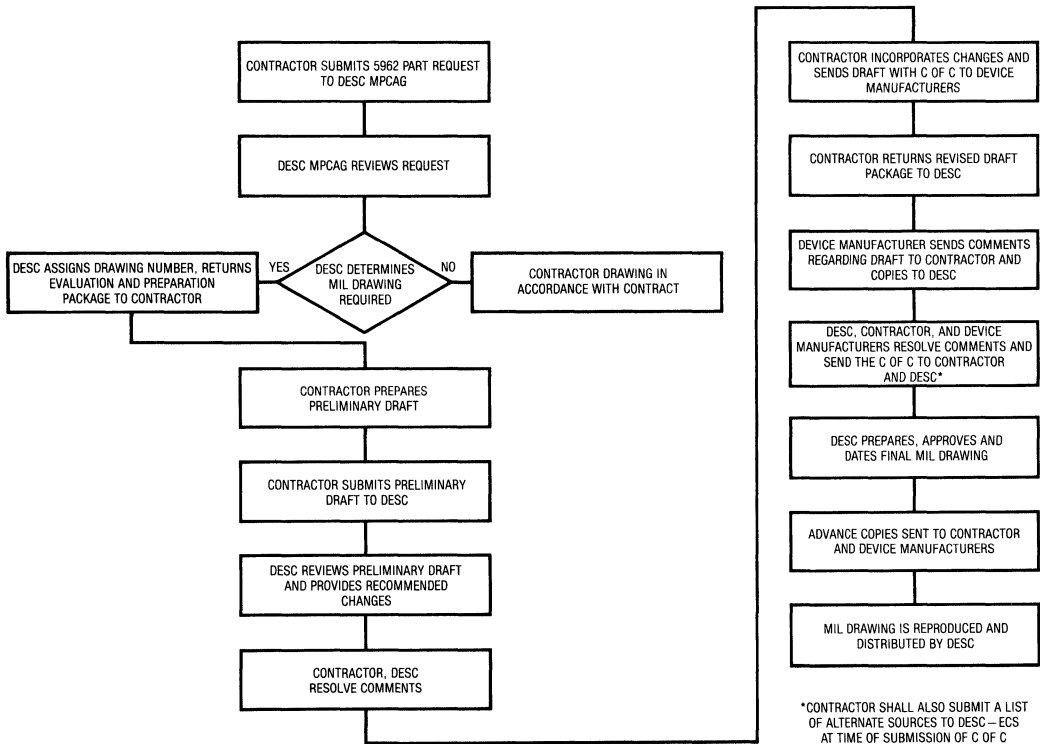 CONTRACTOR SUBMITS 5962 PART REQUEST
TO DESC MPCAG
DESC MPCAG REVIEWS REQUEST
DESC DETERMINES
MIL DRAWING
REQUIRED
YES
NO
DESC ASSIGNS DRAWING NUMBER, RETURNS
EVALUATION AND PREPARATION
PACKAGE TO CONTRACTOR
CONTRACTOR DRAWING IN
ACCORDANCE WITH CONTRACT
CONTRACTOR PREPARES
PRELIMINARY DRAFT
CONTRACTOR SUBMITS PRELIMINARY
DRAFT TO DESC
DESC REVIEWS PRELIMINARY DRAFT
AND PROVIDES RECOMMENDED
CHANGES
CONTRACTOR, DESC
RESOLVE COMMENTS
CONTRACTOR INCORPORATES CHANGES AND
SENDS DRAFT WITH C OF C TO DEVICE
MANUFACTURERS
CONTRACTOR RETURNS REVISED DRAFT
PACKAGE TO DESC
DEVICE MANUFACTURER SENDS COMMENTS
REGARDING DRAFT TO CONTRACTOR AND
COPIES TO DESC
DESC, CONTRACTOR, AND DEVICE
MANUFACTURERS RESOLVE COMMENTS AND
SEND THE C OF C TO CONTRACTOR
AND DESC*
DESC PREPARES, APPROVES AND
DATES FINAL MIL DRAWING
ADVANCE COPIES SENT TO CONTRACTOR
AND DEVICE MANUFACTURERS
MIL DRAWING IS REPRODUCED AND
DISTRIBUTED BY DESC
*CONTRACTOR SHALL ALSO SUBMIT A LIST
OF ALTERNATE SOURCES TO DESC–ECS
AT TIME OF SUBMISSION OF C OF C